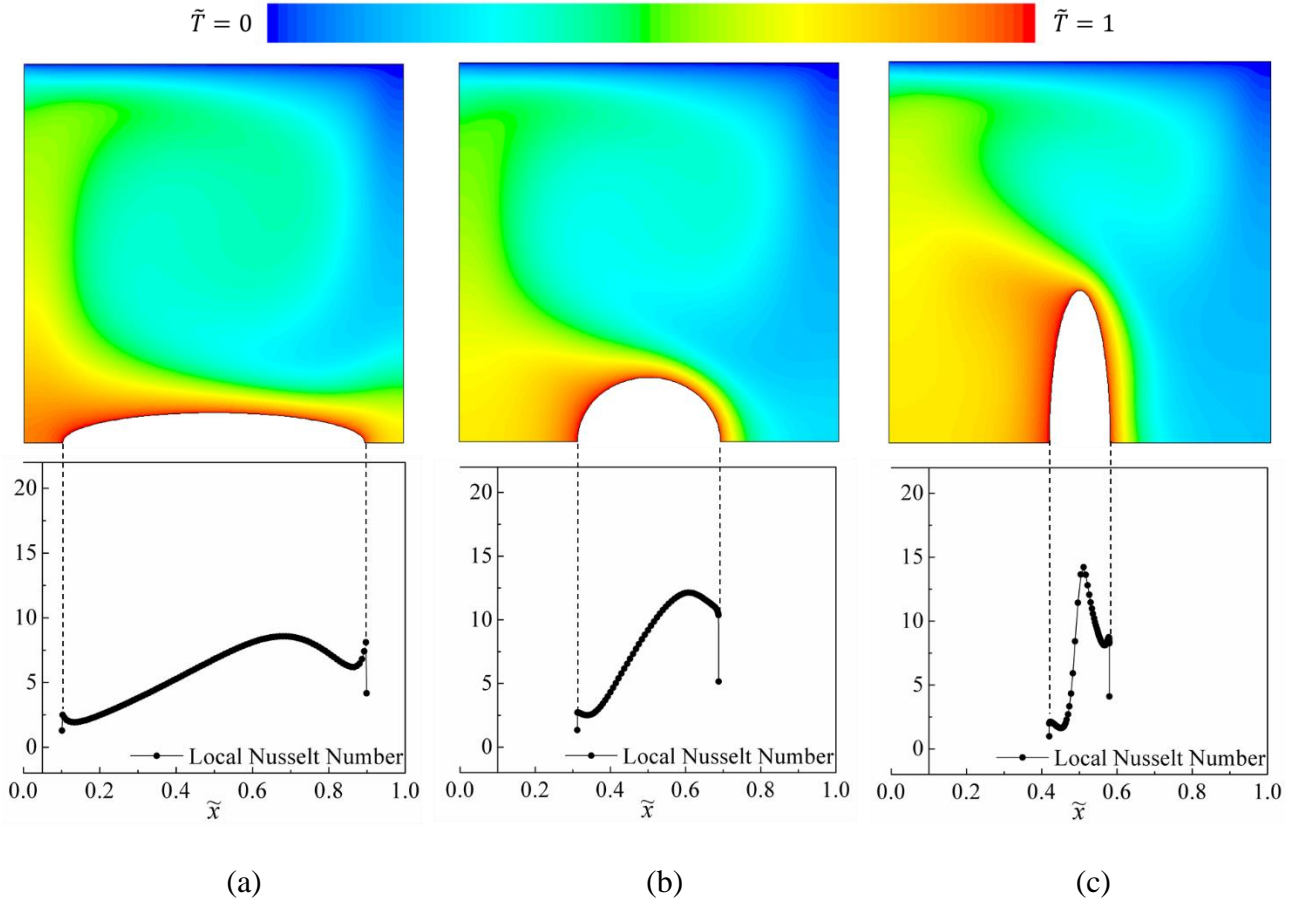 T̃ = 0 T̃ = 1
20 20 20
15 15 15
10 10 10
5 5 5
0 0 0
Local Nusselt Number Local Nusselt Number Local Nusselt Number
0.0 0.2 0.4 0.6 0.8 1.0 0.0 0.2 0.4 0.6 0.8 1.0 0.0 0.2 0.4 0.6 0.8 1.0
x̃ x̃ x̃
(a) (b) (c)